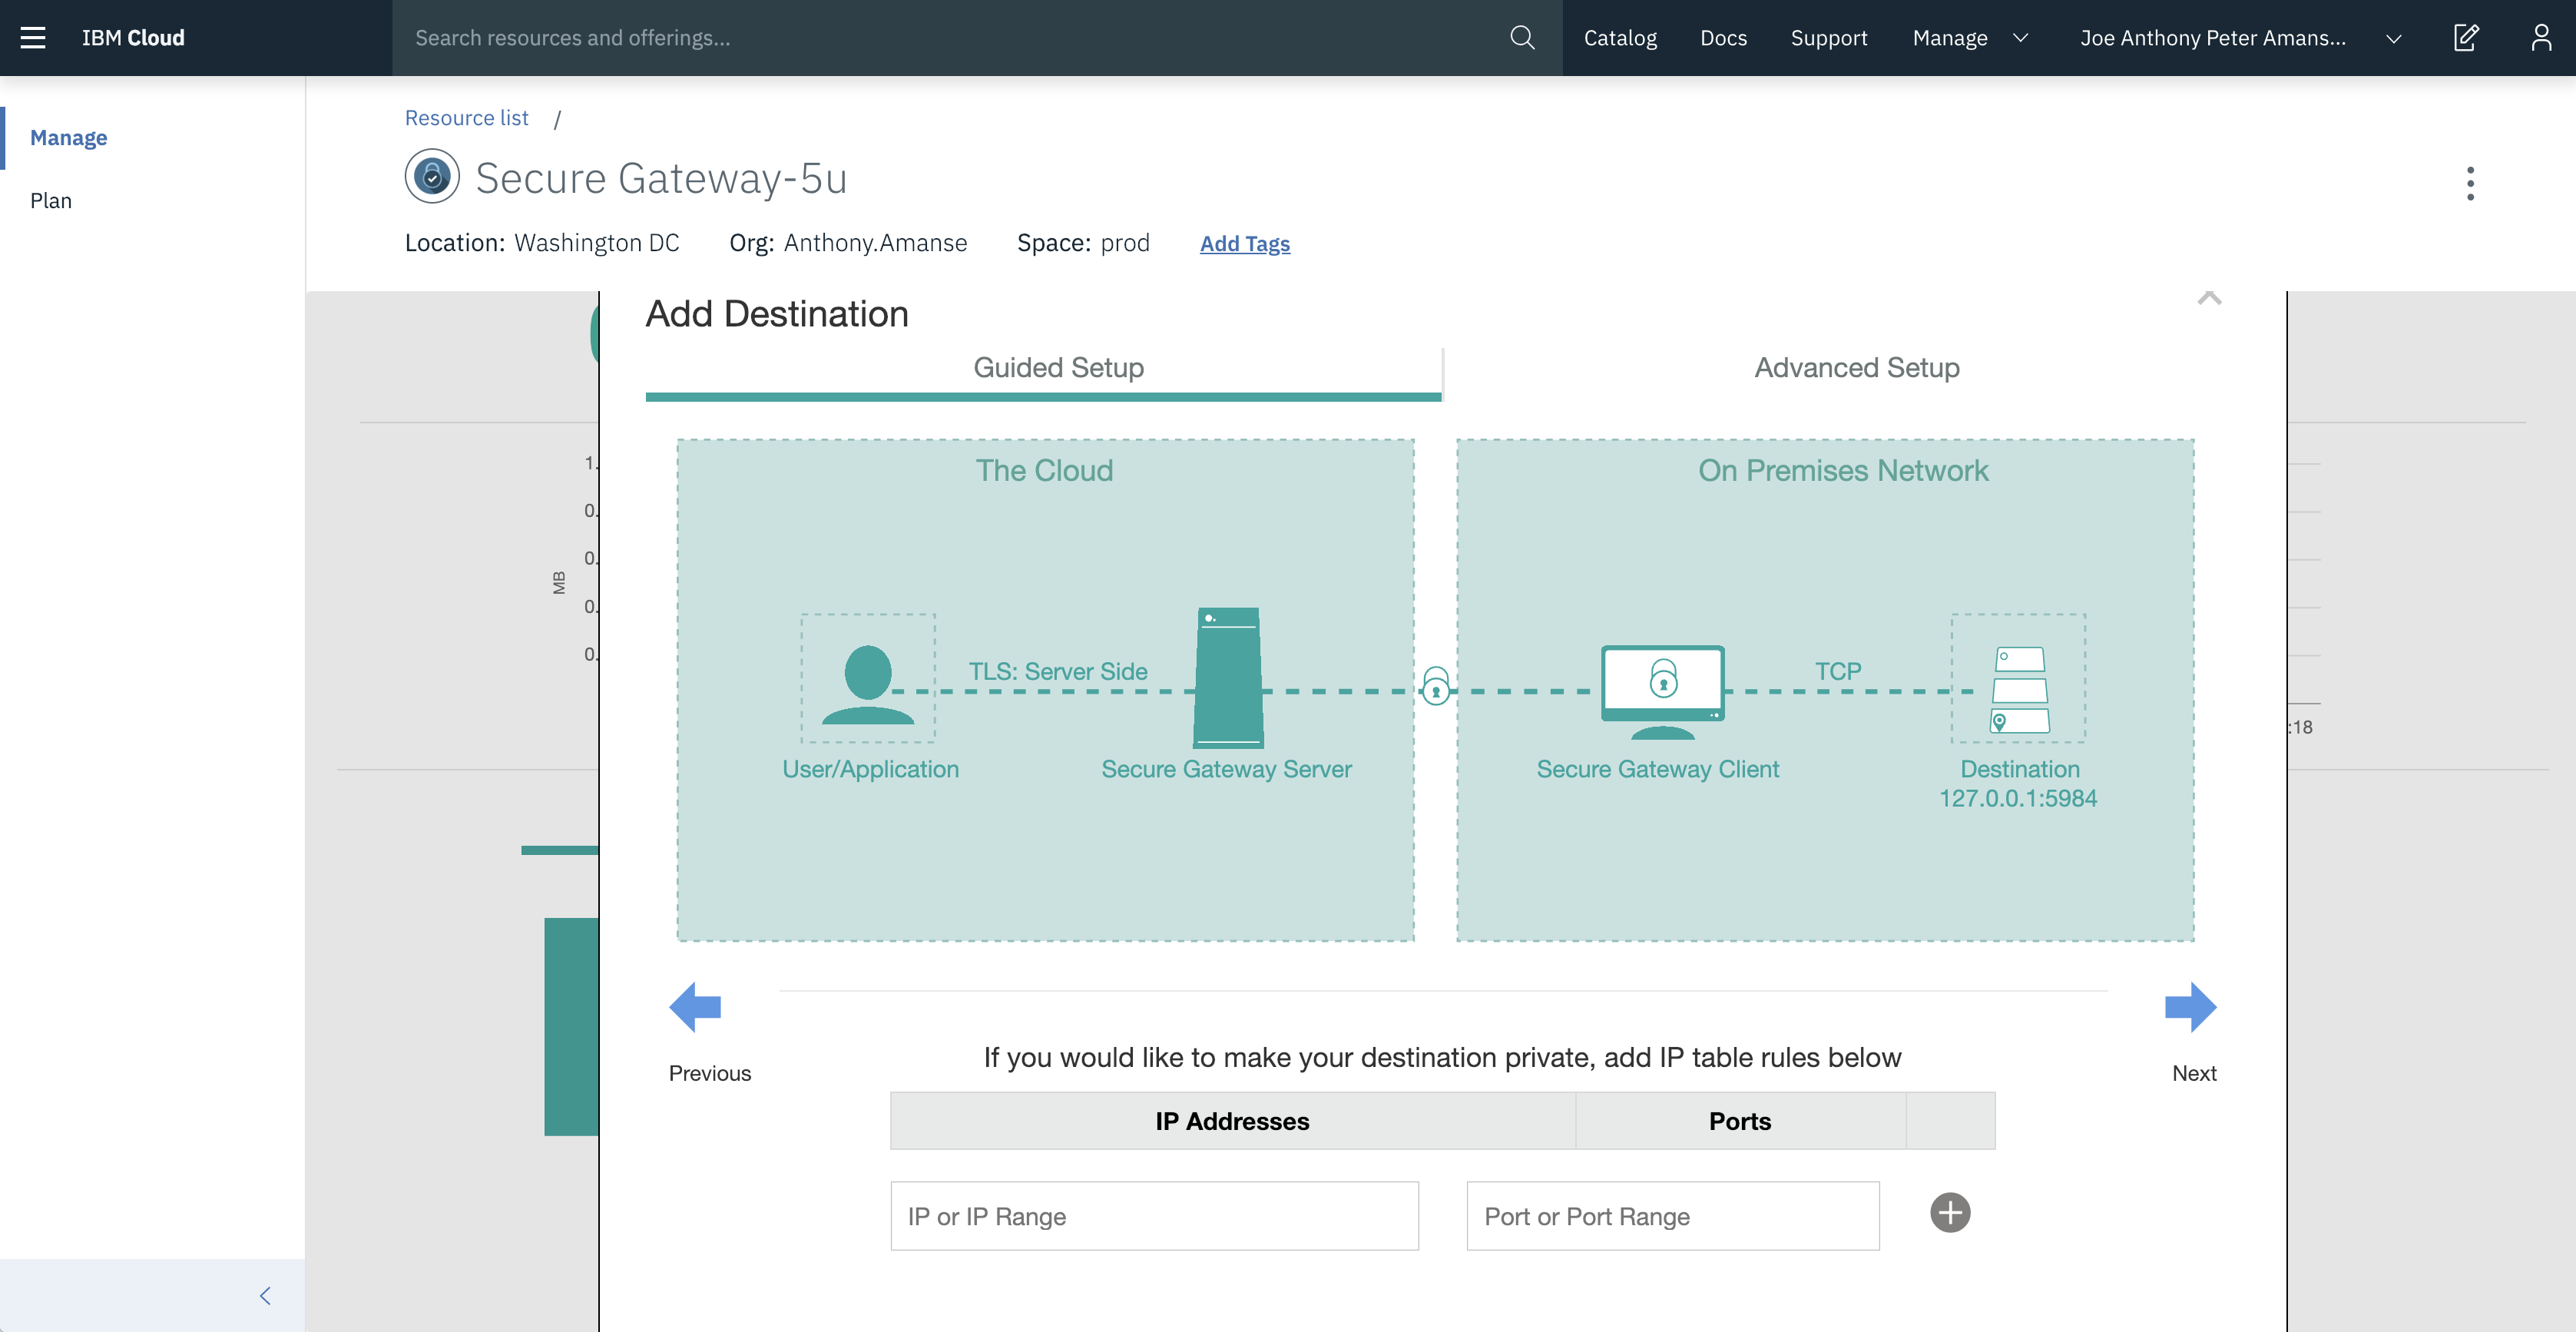 IBM Cloud
Search resources and offerings...
Catalog
Docs
Support
Manage
Joe Anthony Peter Amans...
Manage
Plan
Resource list /
Secure Gateway-5u
Location: Washington DC
Org: Anthony.Amanse
Space: prod
Add Tags
Add Destination
Guided Setup
Advanced Setup
The Cloud
On Premises Network
TLS: Server Side
TCP
User/Application
Secure Gateway Server
Secure Gateway Client
Destination
127.0.0.1:5984
1.
0.
0.
0.
0.
MB
:18
Previous
Next
If you would like to make your destination private, add IP table rules below
IP Addresses
Ports
IP or IP Range
Port or Port Range